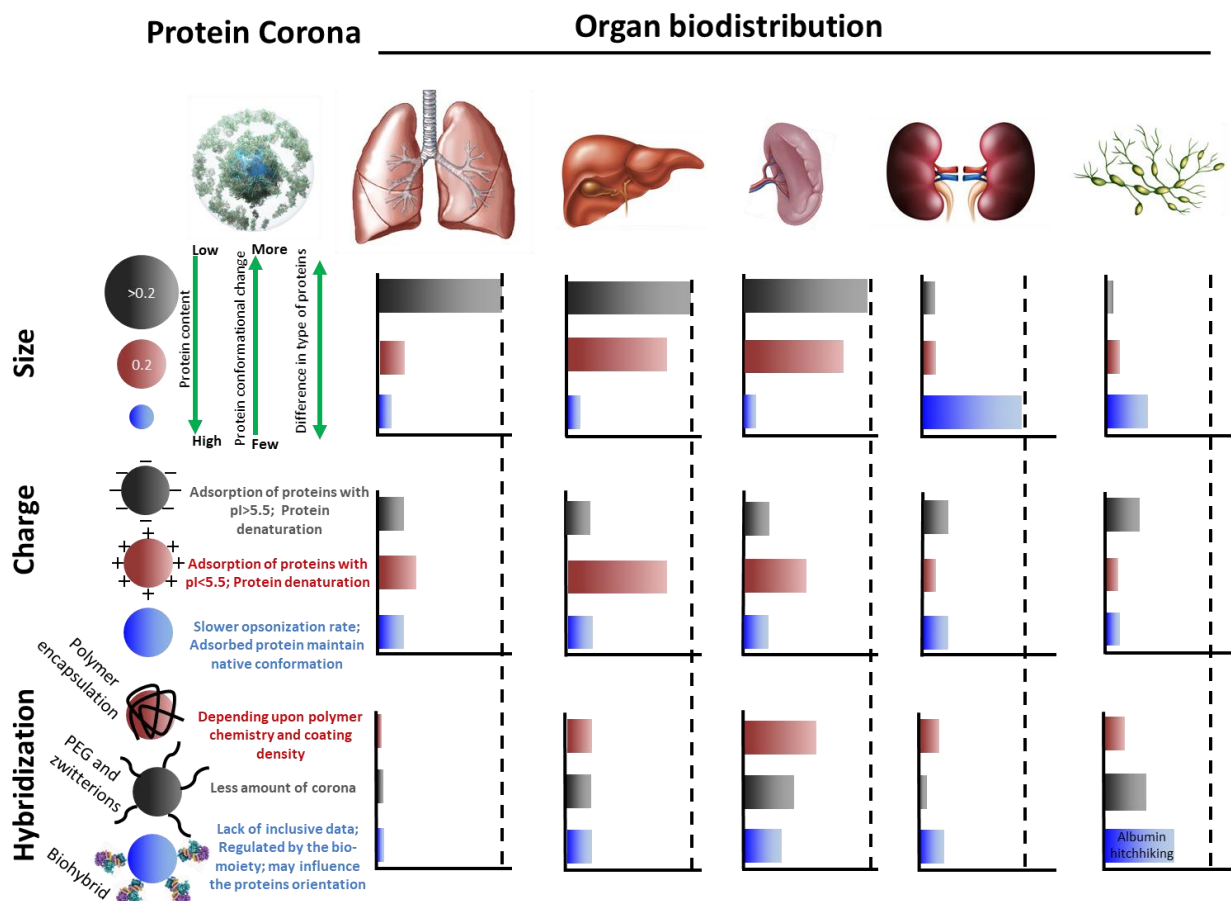 Protein Corona
Organ biodistribution
Size
>0.2
0.2
Low
High
Protein content
More
Few
Protein conformational change
Difference in type of proteins
Charge
Adsorption of proteins with
pI>5.5; Protein
denaturation
Adsorption of proteins with
pI<5.5; Protein denaturation
Slower opsonization rate;
Adsorbed protein maintain
native conformation
Hybridization
Polymer
encapsulation
Depending upon polymer
chemistry and coating
density
PEG and
zwitterions
Less amount of corona
Biohybrid
Lack of inclusive data;
Regulated by the bio-
moiety; may influence
the proteins orientation
Albumin
hitchhiking